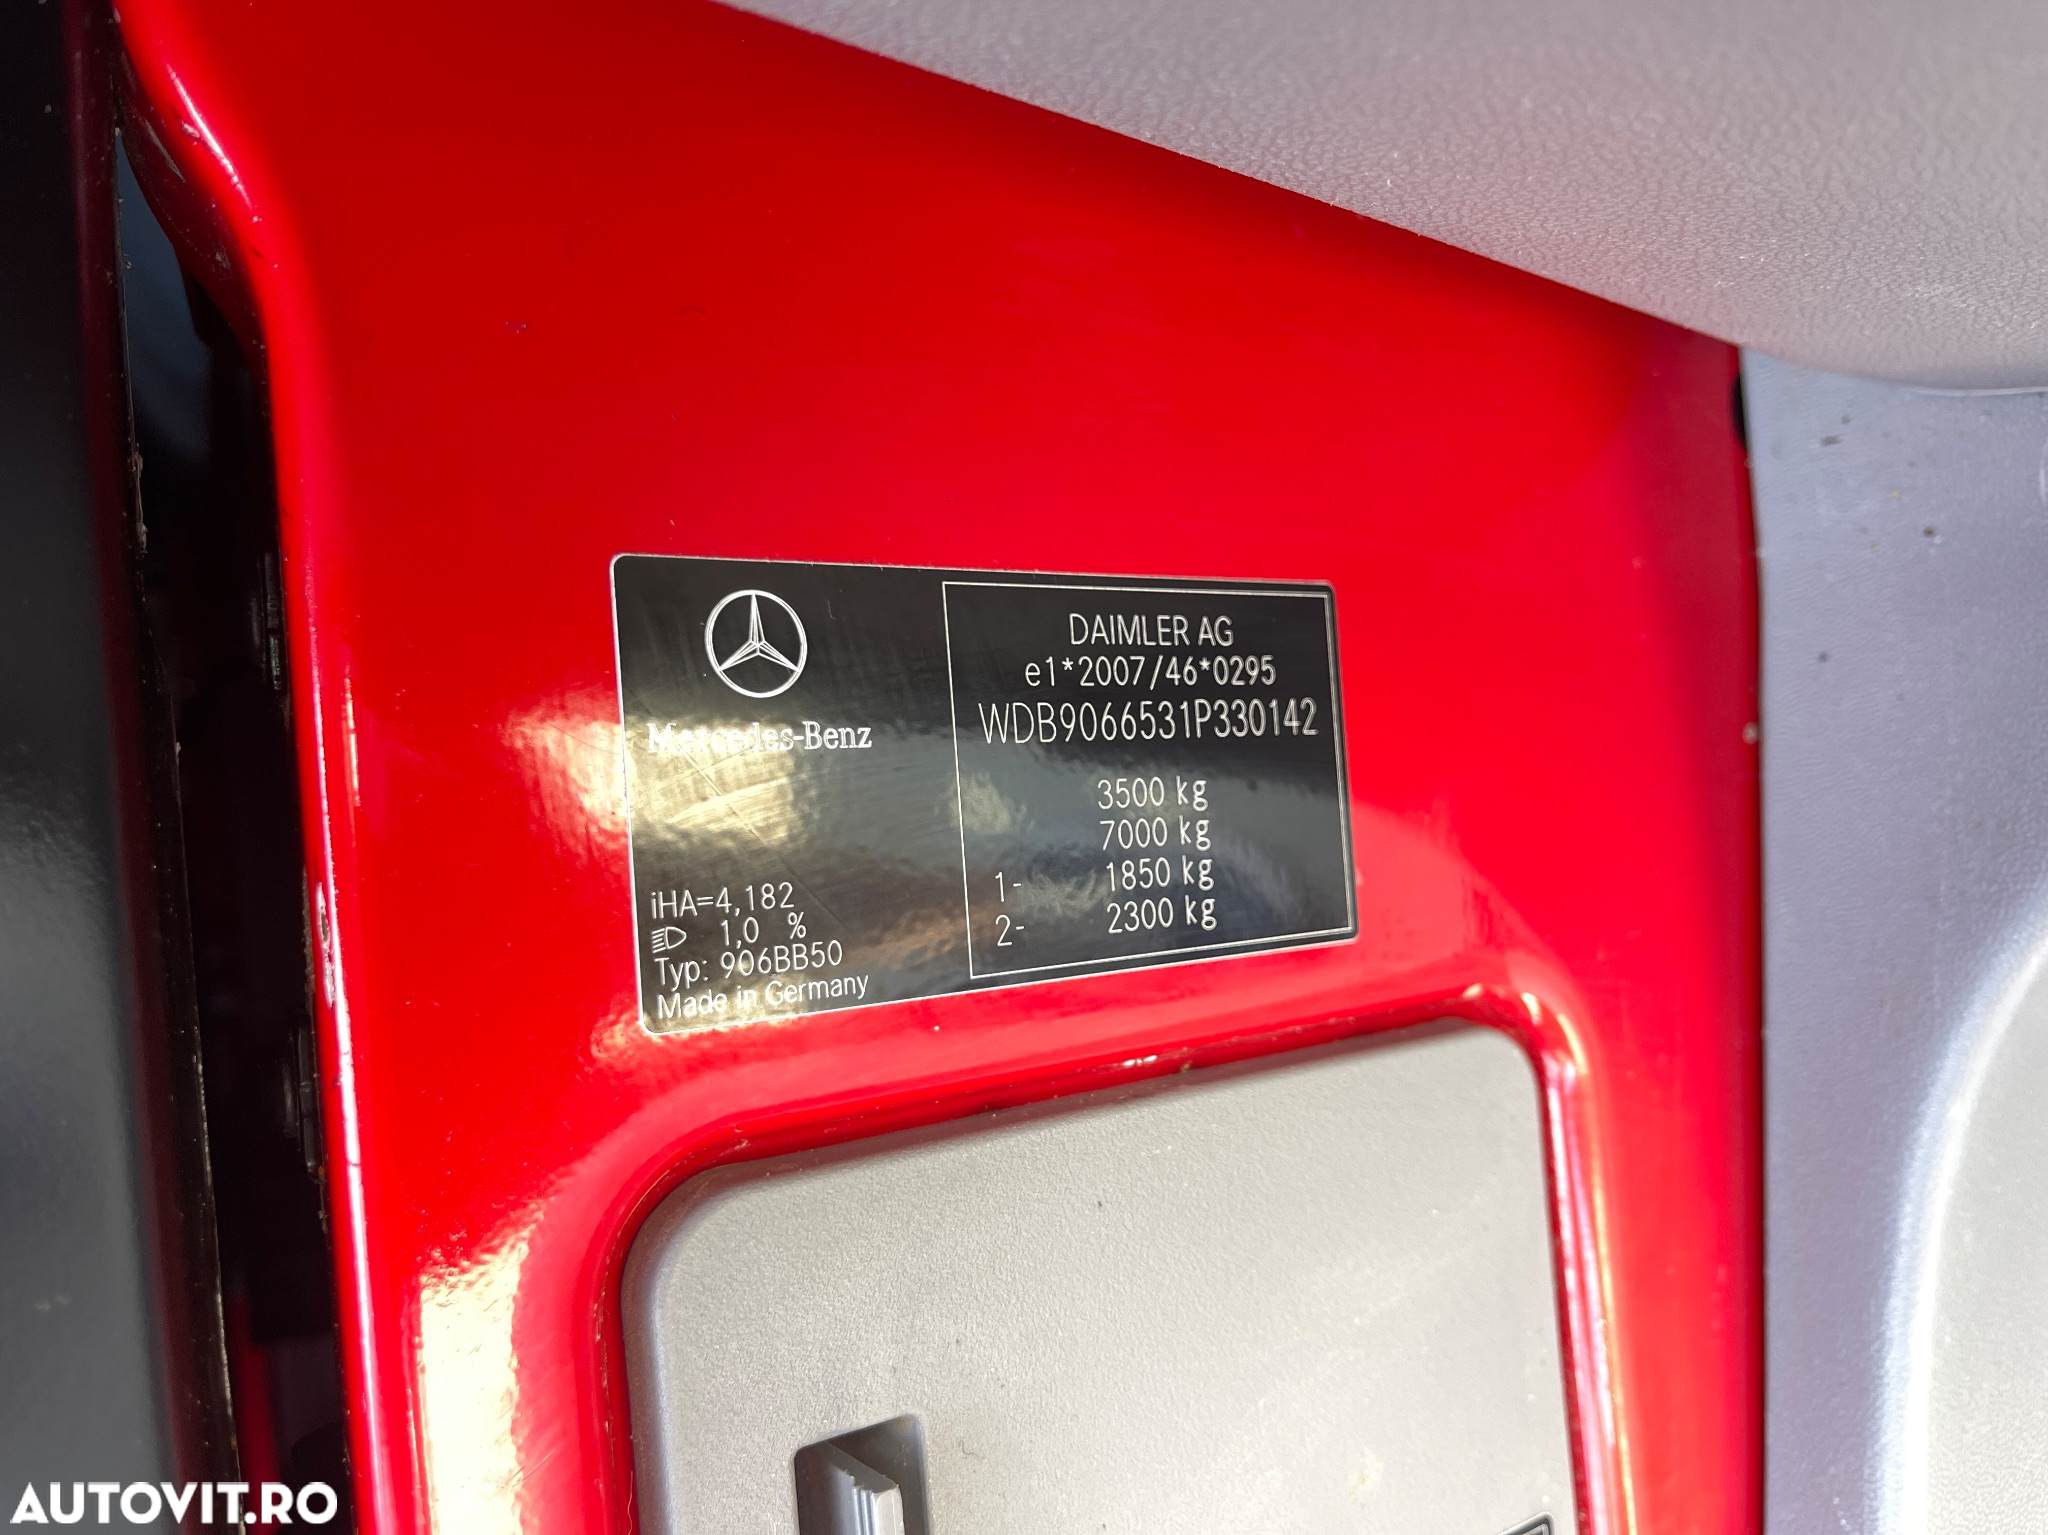 Mercedes-Benz
iHA=4,182
1,0 %
Typ: 906BB50
Made in Germany
DAIMLER AG
e1*2007/46*0295
WDB9066531P330142
3500 kg
7000 kg
1- 1850 kg
2- 2300 kg
AUTOVIT.RO